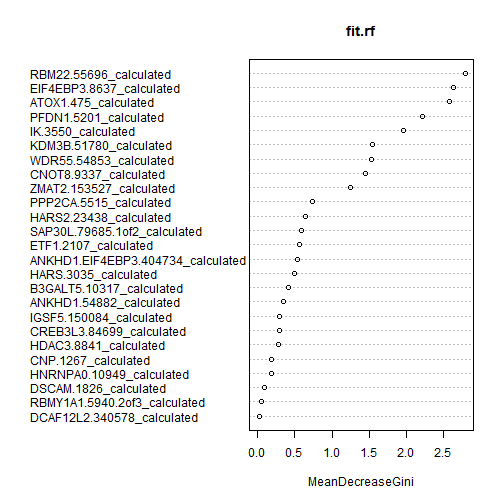 fit.rf
RBM22.55696_calculated
EIF4EBP3.8637_calculated
ATOX1.475_calculated
PFDN1.5201_calculated
IK.3550_calculated
KDM3B.51780_calculated
WDR55.54853_calculated
CNOT8.9337_calculated
ZMAT2.153527_calculated
PPP2CA.5515_calculated
HARS2.23438_calculated
SAP30L.79685.1of2_calculated
ETF1.2107_calculated
ANKHD1.EIF4EBP3.404734_calculated
HARS.3035_calculated
B3GALT5.10317_calculated
ANKHD1.54882_calculated
IGSF5.150084_calculated
CREB3L3.84699_calculated
HDAC3.8841_calculated
CNP.1267_calculated
HNRNPA0.10949_calculated
DSCAM.1826_calculated
RBMY1A1.5940.2of3_calculated
DCAF12L2.340578_calculated
0.0 0.5 1.0 1.5 2.0 2.5
MeanDecreaseGini